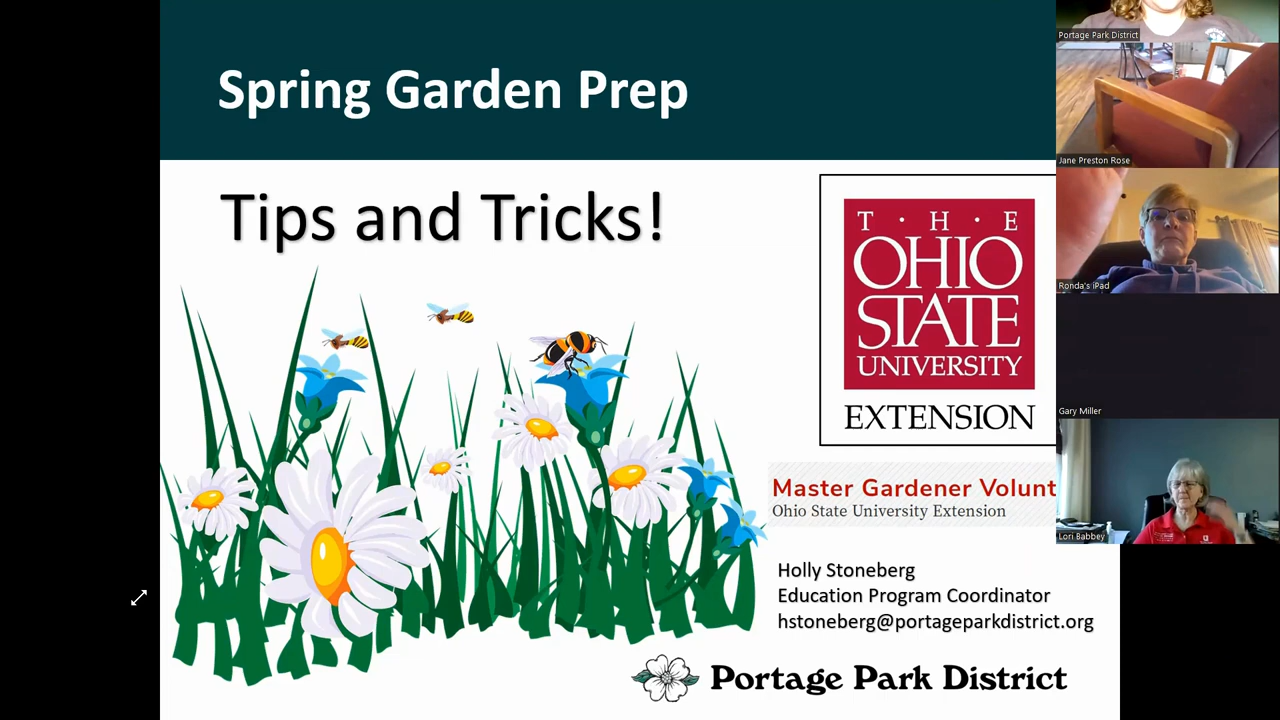 Spring Garden Prep
Tips and Tricks!
T·H·E
OHIO
STATE
UNIVERSITY
EXTENSION
Master Gardener Volunt
Ohio State University Extension
Holly Stoneberg
Education Program Coordinator
hstoneberg@portageparkdistrict.org
Portage Park District
Portage Park District
Jane Preston Rose
Ronda's iPad
Gary Miller
Lori Babbey